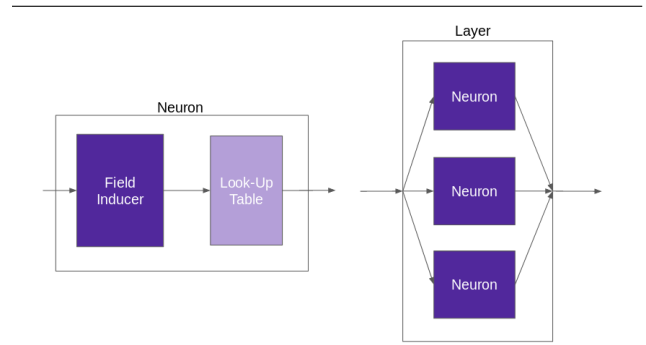 Neuron
Field
Inducer
Look-Up
Table
Layer
Neuron
Neuron
Neuron